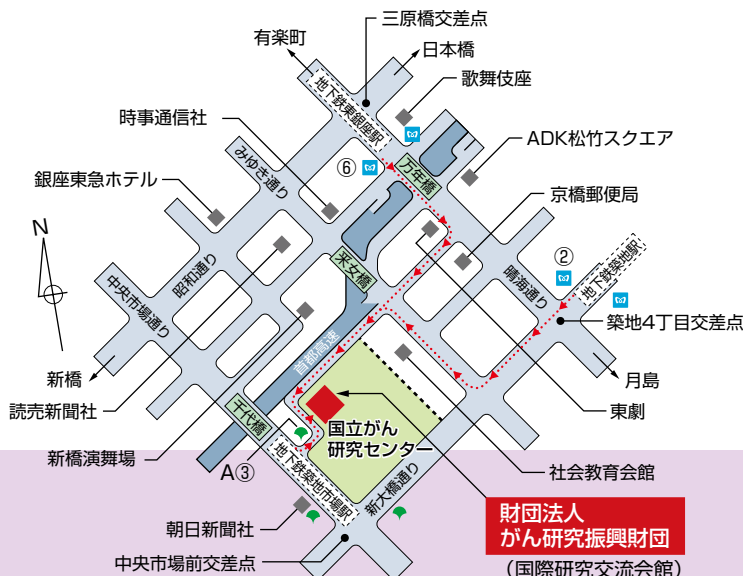 三原橋交差点
有楽町
日本橋
歌舞伎座
地下鉄東銀座駅
時事通信社
ADK松竹スクエア
みゆき通り
⑥
万年橋
銀座東急ホテル
京橋郵便局
N
采女橋
②
地下鉄築地駅
昭和通り
晴海通り
中央市場通り
築地4丁目交差点
首都高速
新橋
月島
読売新聞社
千代橋
東劇
国立がん
研究センター
新橋演舞場
A③
地下鉄築地市場駅
新大橋通り
社会教育会館
財団法人
がん研究振興財団
朝日新聞社
中央市場前交差点
(国際研究交流会館)